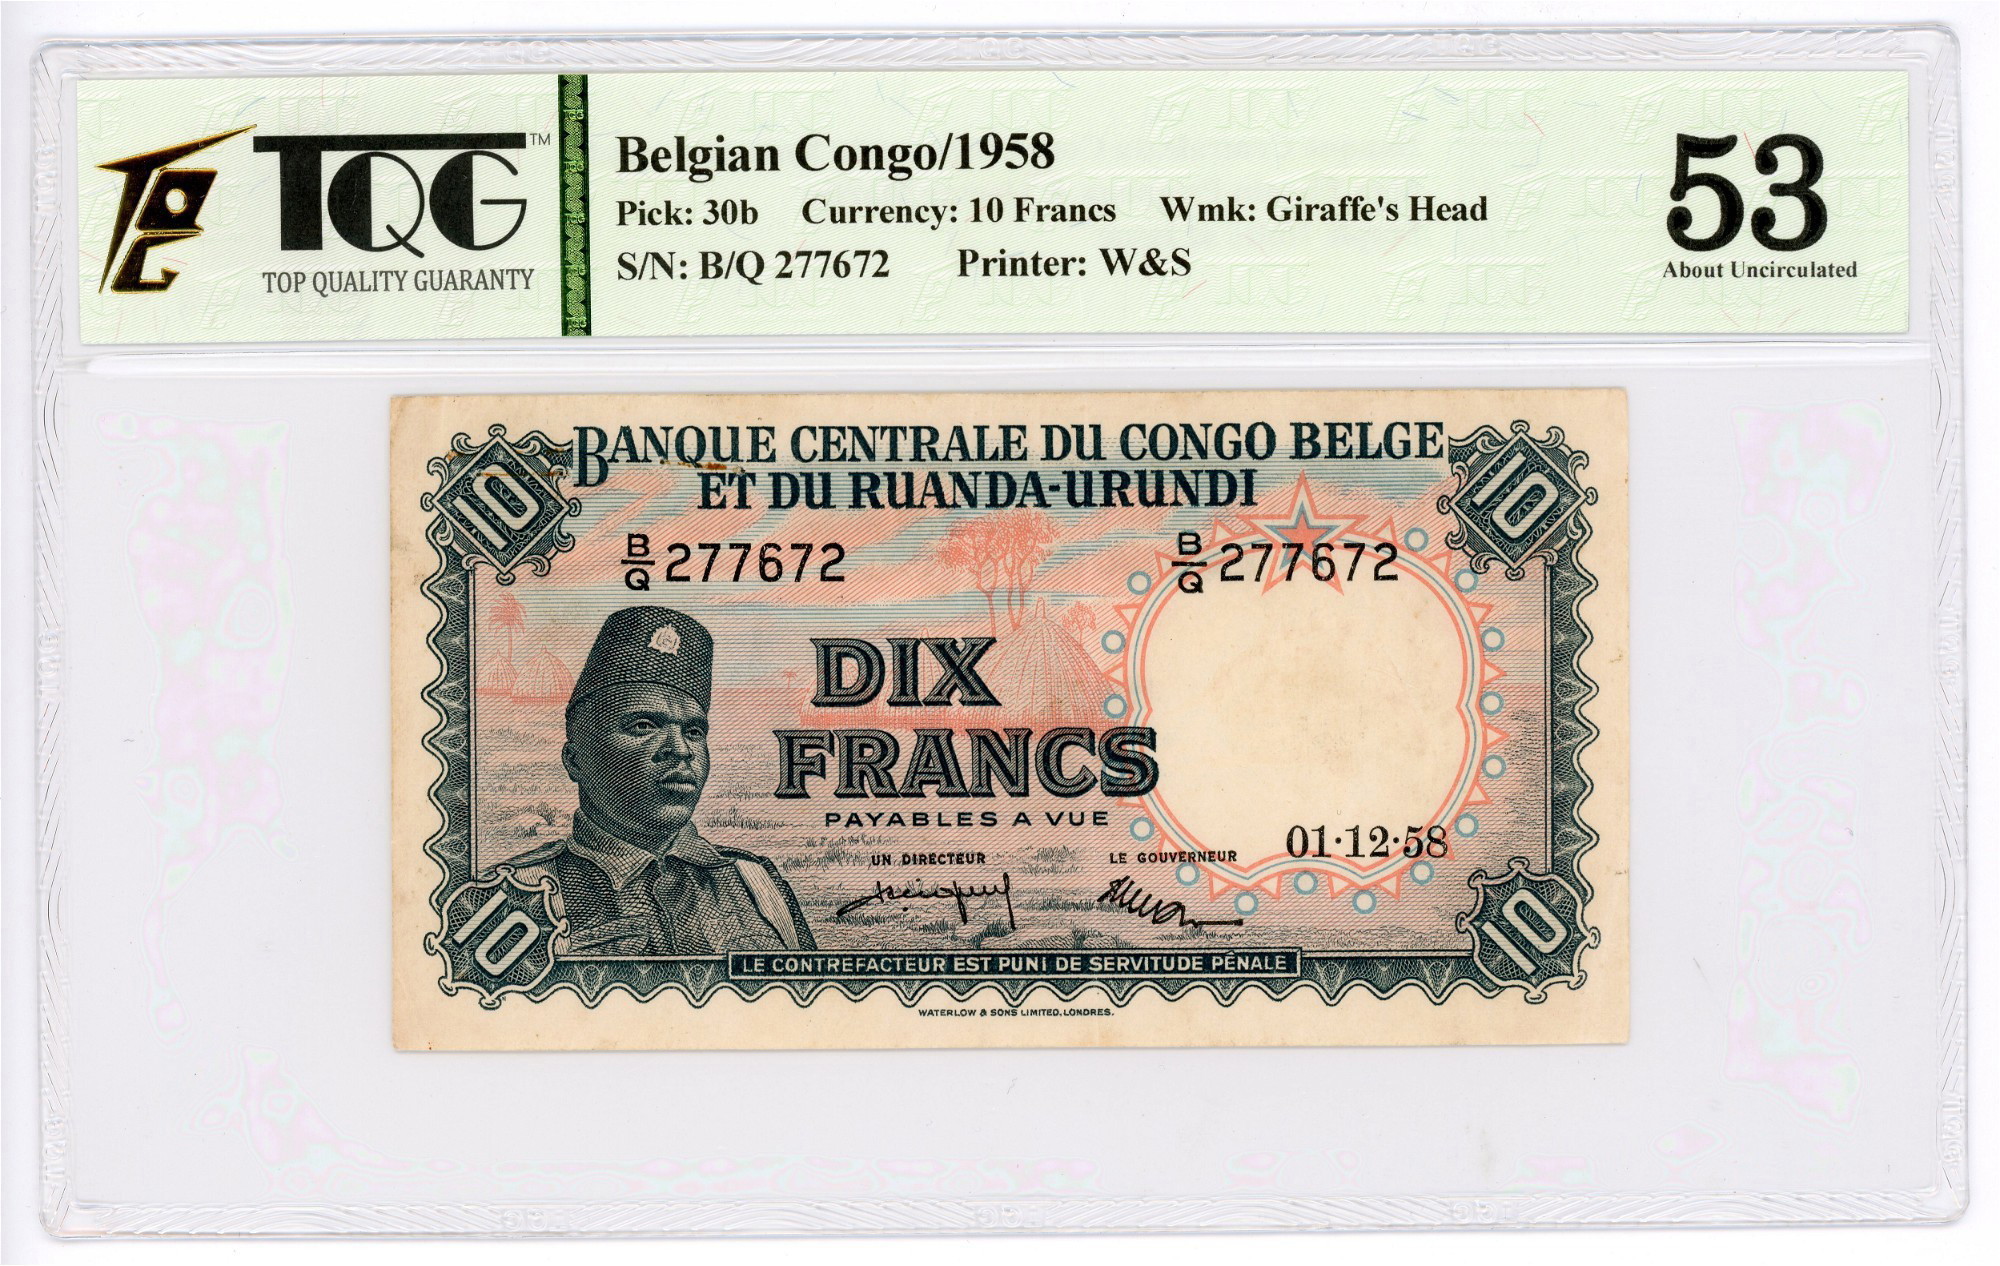 TQG™
TOP QUALITY GUARANTY
Belgian Congo/1958
Pick: 30b Currency: 10 Francs Wmk: Giraffe's Head
S/N: B/Q 277672 Printer: W&S
53
About Uncirculated
10
10
BANQUE CENTRALE DU CONGO BELGE
ET DU RUANDA-URUNDI
B/Q 277672
B/Q 277672
DIX
FRANCS
PAYABLES A VUE
01·12·58
UN DIRECTEUR
LE GOUVERNEUR
10
10
LE CONTREFACTEUR EST PUNI DE SERVITUDE PÉNALE
WATERLOW & SONS LIMITED, LONDRES.